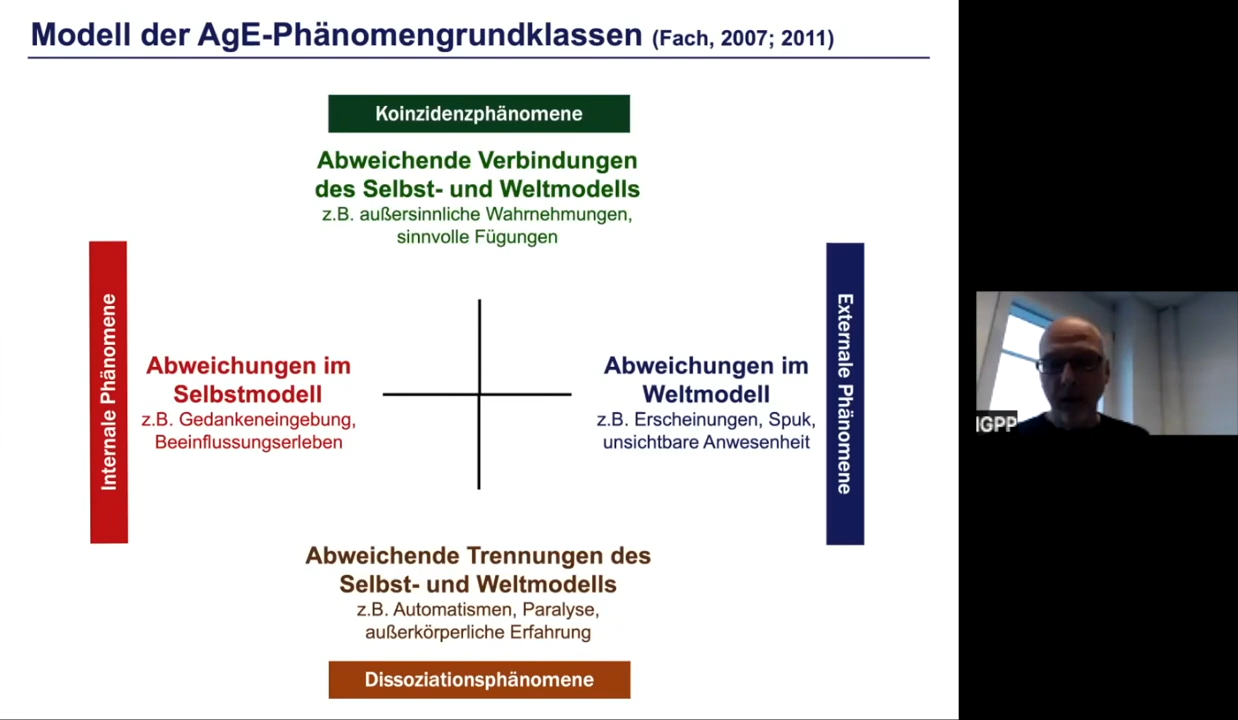 Modell der AgE-Phänomengrundklassen (Fach, 2007; 2011)
Koinzidenzphänomene
Abweichende Verbindungen
des Selbst- und Weltmodells
z.B. außersinnliche Wahrnehmungen,
sinnvolle Fügungen
Internale Phänomene
Abweichungen im
Selbstmodell
z.B. Gedankeneingebung,
Beeinflussungserleben
Abweichungen im
Weltmodell
z.B. Erscheinungen, Spuk,
unsichtbare Anwesenheit
Externale Phänomene
Abweichende Trennungen des
Selbst- und Weltmodells
z.B. Automatismen, Paralyse,
außerkörperliche Erfahrung
Dissoziationsphänomene
IGPP